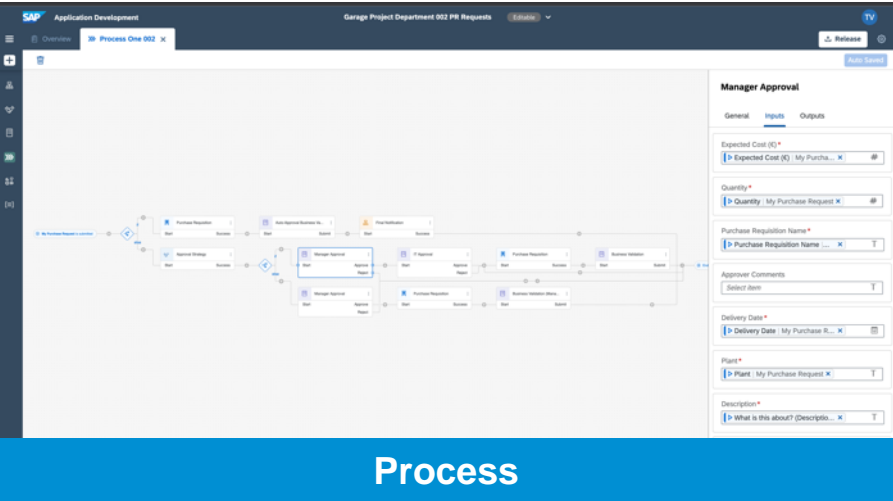 SAP Application Development
Garage Project Department 002 PR Requests Editable
TV
Overview
Process One 002
Release
Auto Saved
Manager Approval
General Inputs Outputs
Expected Cost (€)*
Expected Cost (€) | My Purcha...
Quantity*
Quantity | My Purchase Request
Purchase Requisition Name*
Purchase Requisition Name : ...
Approver Comments
Select item
Delivery Date*
Delivery Date | My Purchase R...
Plant*
Plant | My Purchase Request
Description*
What is this about? (Descriptio...
My Purchase Request is submitted
Purchase Requisition
Start Success
Auto Approval Business Va...
Start Submit
Final Notification
Start
Approval Strategy
Start Success
Manager Approval
Start Approve
Reject
IT Approval
Start Approve
Reject
Purchase Requisition
Start Success
Business Validation
Start Submit
Manager Approval
Start Approve
Reject
Purchase Requisition
Start Success
Business Validation (Mana...
Start Submit
Process